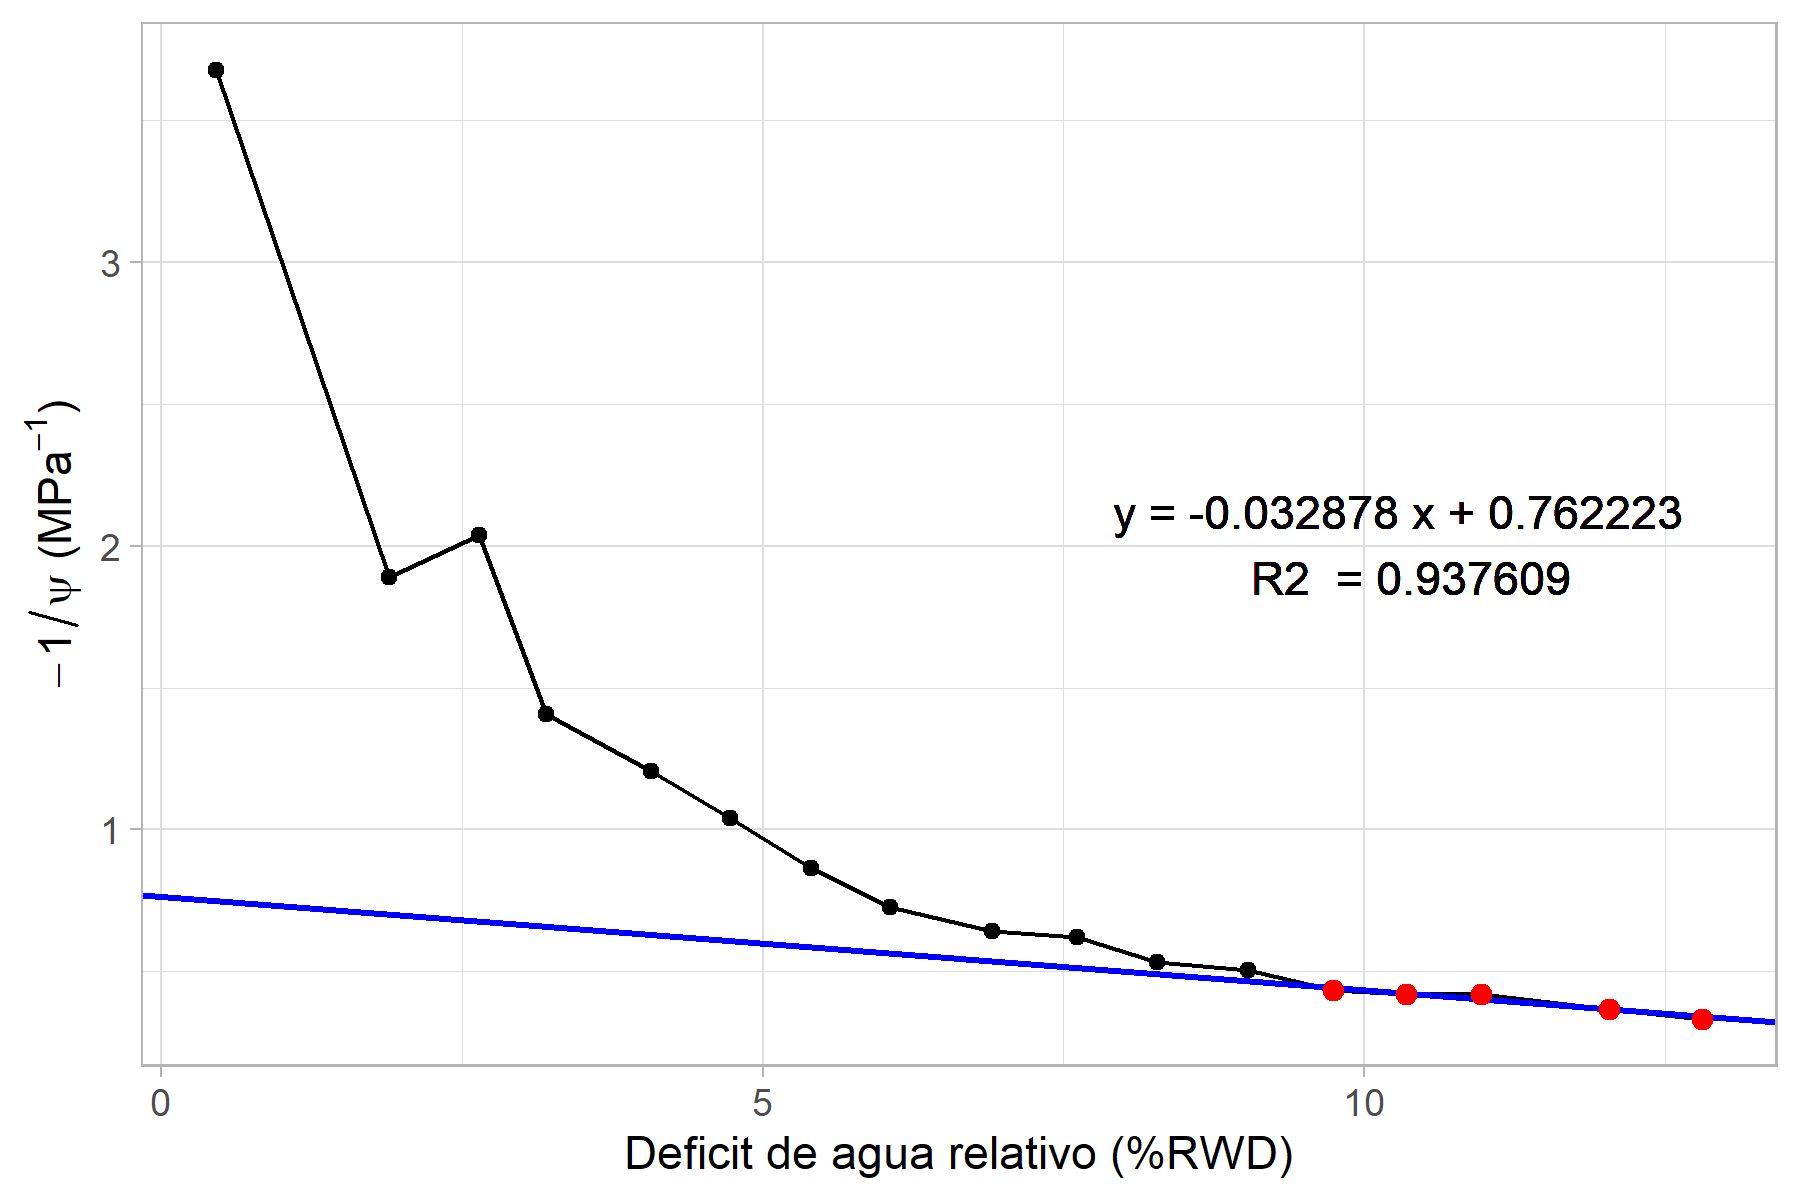 3
2
1
−1/ψ (MPa⁻¹)
y = -0.032878 x + 0.762223
R2  = 0.937609
0 5 10
Deficit de agua relativo (%RWD)